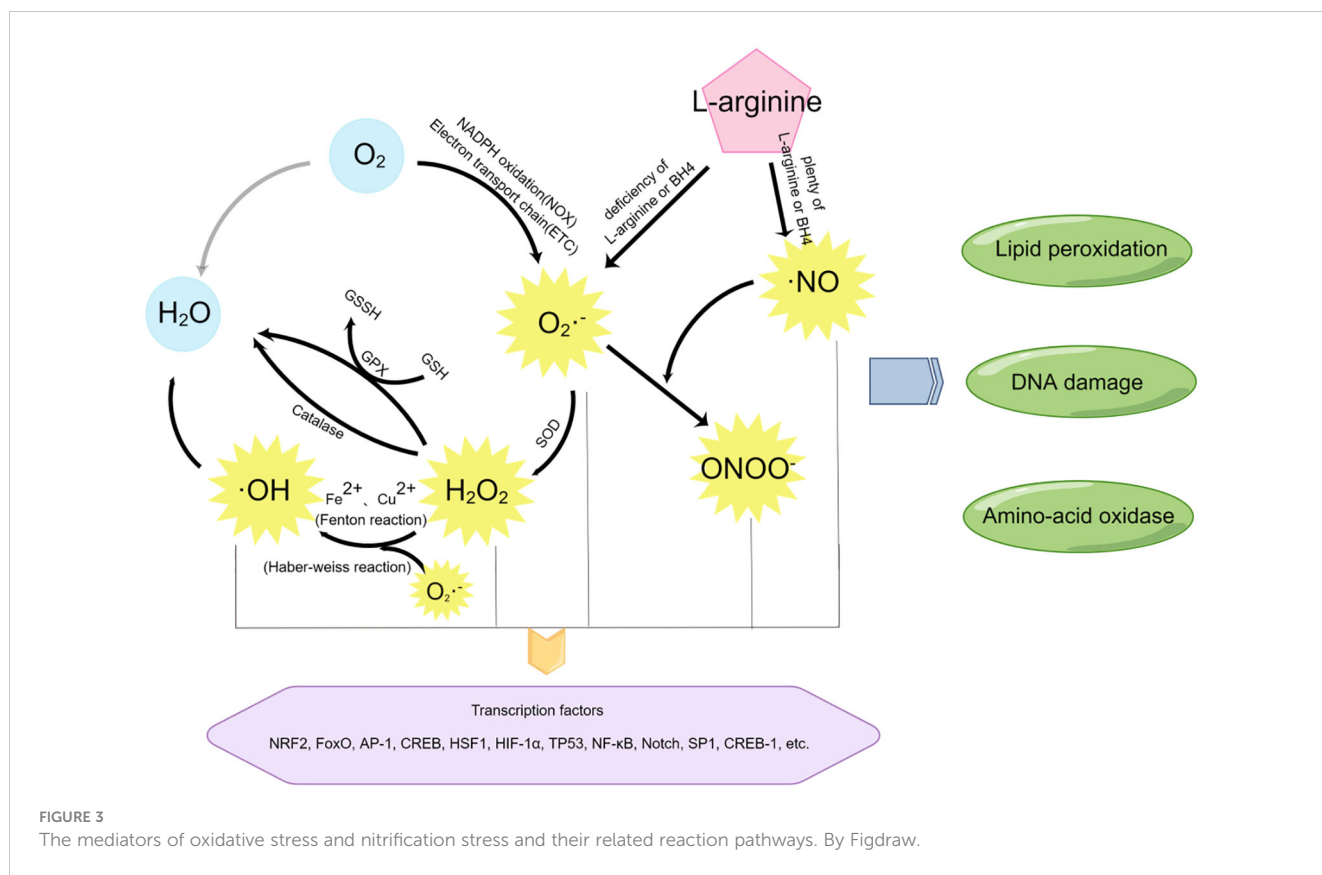 L-arginine
O₂
NADPH oxidation(NOX)
Electron transport chain(ETC)
deficiency of
L-arginine or BH4
plenty of
L-arginine or BH4
Lipid peroxidation
·NO
H₂O
O₂·⁻
GSSH
GPX
GSH
DNA damage
Catalase
SOD
ONOO⁻
·OH
Fe²⁺、Cu²⁺
H₂O₂
(Fenton reaction)
Amino-acid oxidase
(Haber-weiss reaction)
O₂·⁻
Transcription factors
NRF2, FoxO, AP-1, CREB, HSF1, HIF-1α, TP53, NF-κB, Notch, SP1, CREB-1, etc.
FIGURE 3
The mediators of oxidative stress and nitrification stress and their related reaction pathways. By Figdraw.